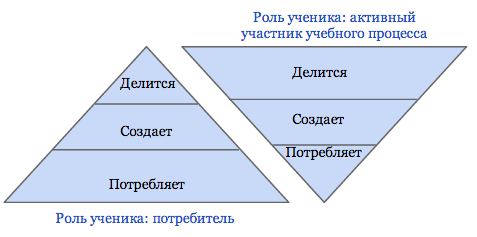 Роль ученика: активный
участник учебного процесса
Делится
Создает
Потребляет
Делится
Создает
Потребляет
Роль ученика: потребитель